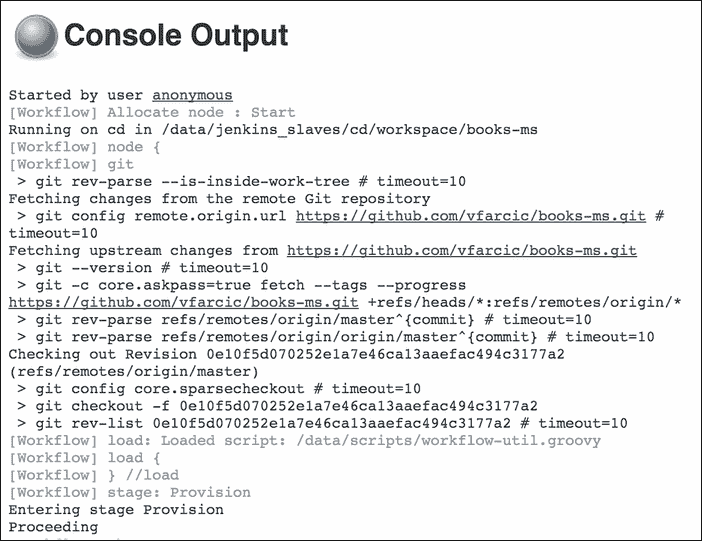 Console Output
Started by user anonymous
[Workflow] Allocate node : Start
Running on cd in /data/jenkins_slaves/cd/workspace/books-ms
[Workflow] node {
[Workflow] git
 > git rev-parse --is-inside-work-tree # timeout=10
Fetching changes from the remote Git repository
 > git config remote.origin.url https://github.com/vfarcic/books-ms.git #
timeout=10
Fetching upstream changes from https://github.com/vfarcic/books-ms.git
 > git --version # timeout=10
 > git -c core.askpass=true fetch --tags --progress
https://github.com/vfarcic/books-ms.git +refs/heads/*:refs/remotes/origin/*
 > git rev-parse refs/remotes/origin/master^{commit} # timeout=10
 > git rev-parse refs/remotes/origin/origin/master^{commit} # timeout=10
Checking out Revision 0e10f5d070252e1a7e46ca13aaefac494c3177a2
(refs/remotes/origin/master)
 > git config core.sparsecheckout # timeout=10
 > git checkout -f 0e10f5d070252e1a7e46ca13aaefac494c3177a2
 > git rev-list 0e10f5d070252e1a7e46ca13aaefac494c3177a2 # timeout=10
[Workflow] load: Loaded script: /data/scripts/workflow-util.groovy
[Workflow] load {
[Workflow] } //load
[Workflow] stage: Provision
Entering stage Provision
Proceeding